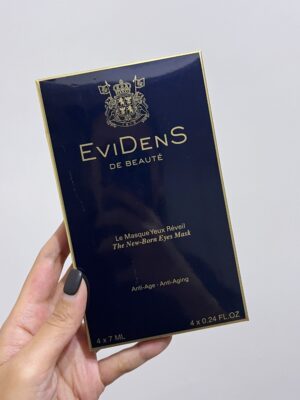 EviDenS
DE BEAUTÉ
Le Masque Yeux Réveil
The New-Born Eyes Mask
Anti-Age - Anti-Aging
4 x 7 ML
4 x 0.24 FL.OZ